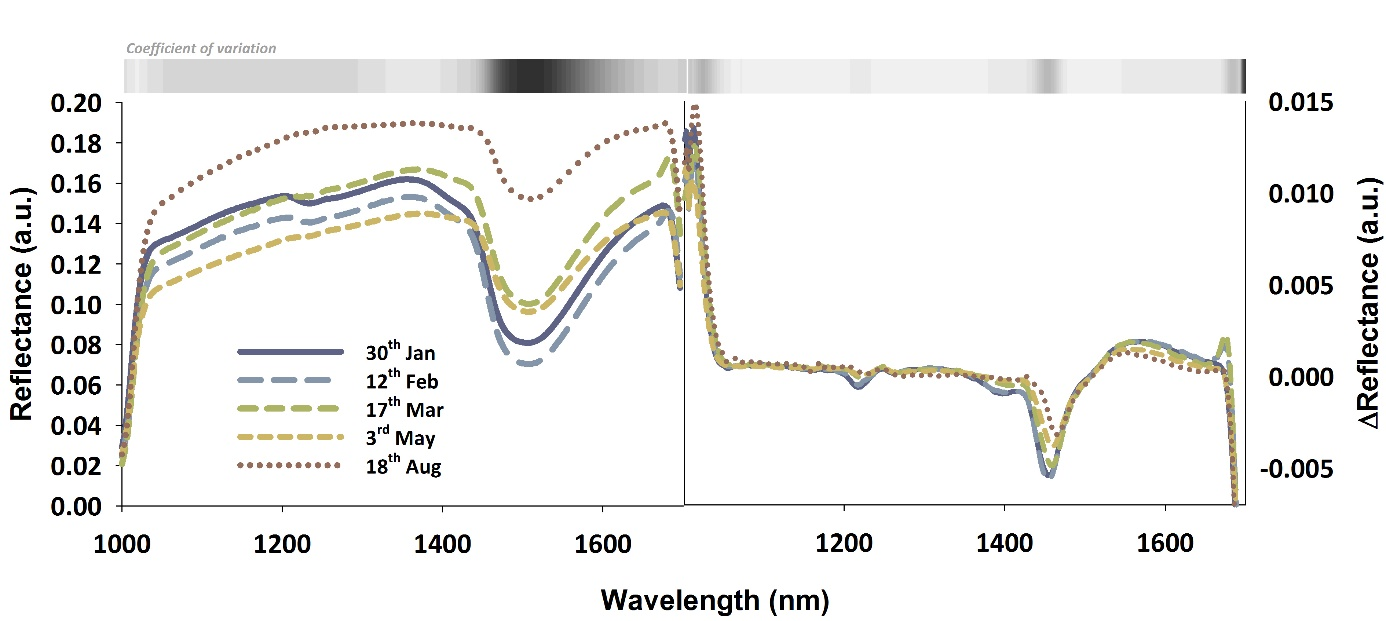 Coefficient of variation
0.20
0.18
0.16
0.14
0.12
0.10
0.08
0.06
0.04
0.02
0.00
Reflectance (a.u.)
30th Jan
12th Feb
17th Mar
3rd May
18th Aug
1000 1200 1400 1600
1200 1400 1600
Wavelength (nm)
0.015
0.010
0.005
0.000
-0.005
ΔReflectance (a.u.)